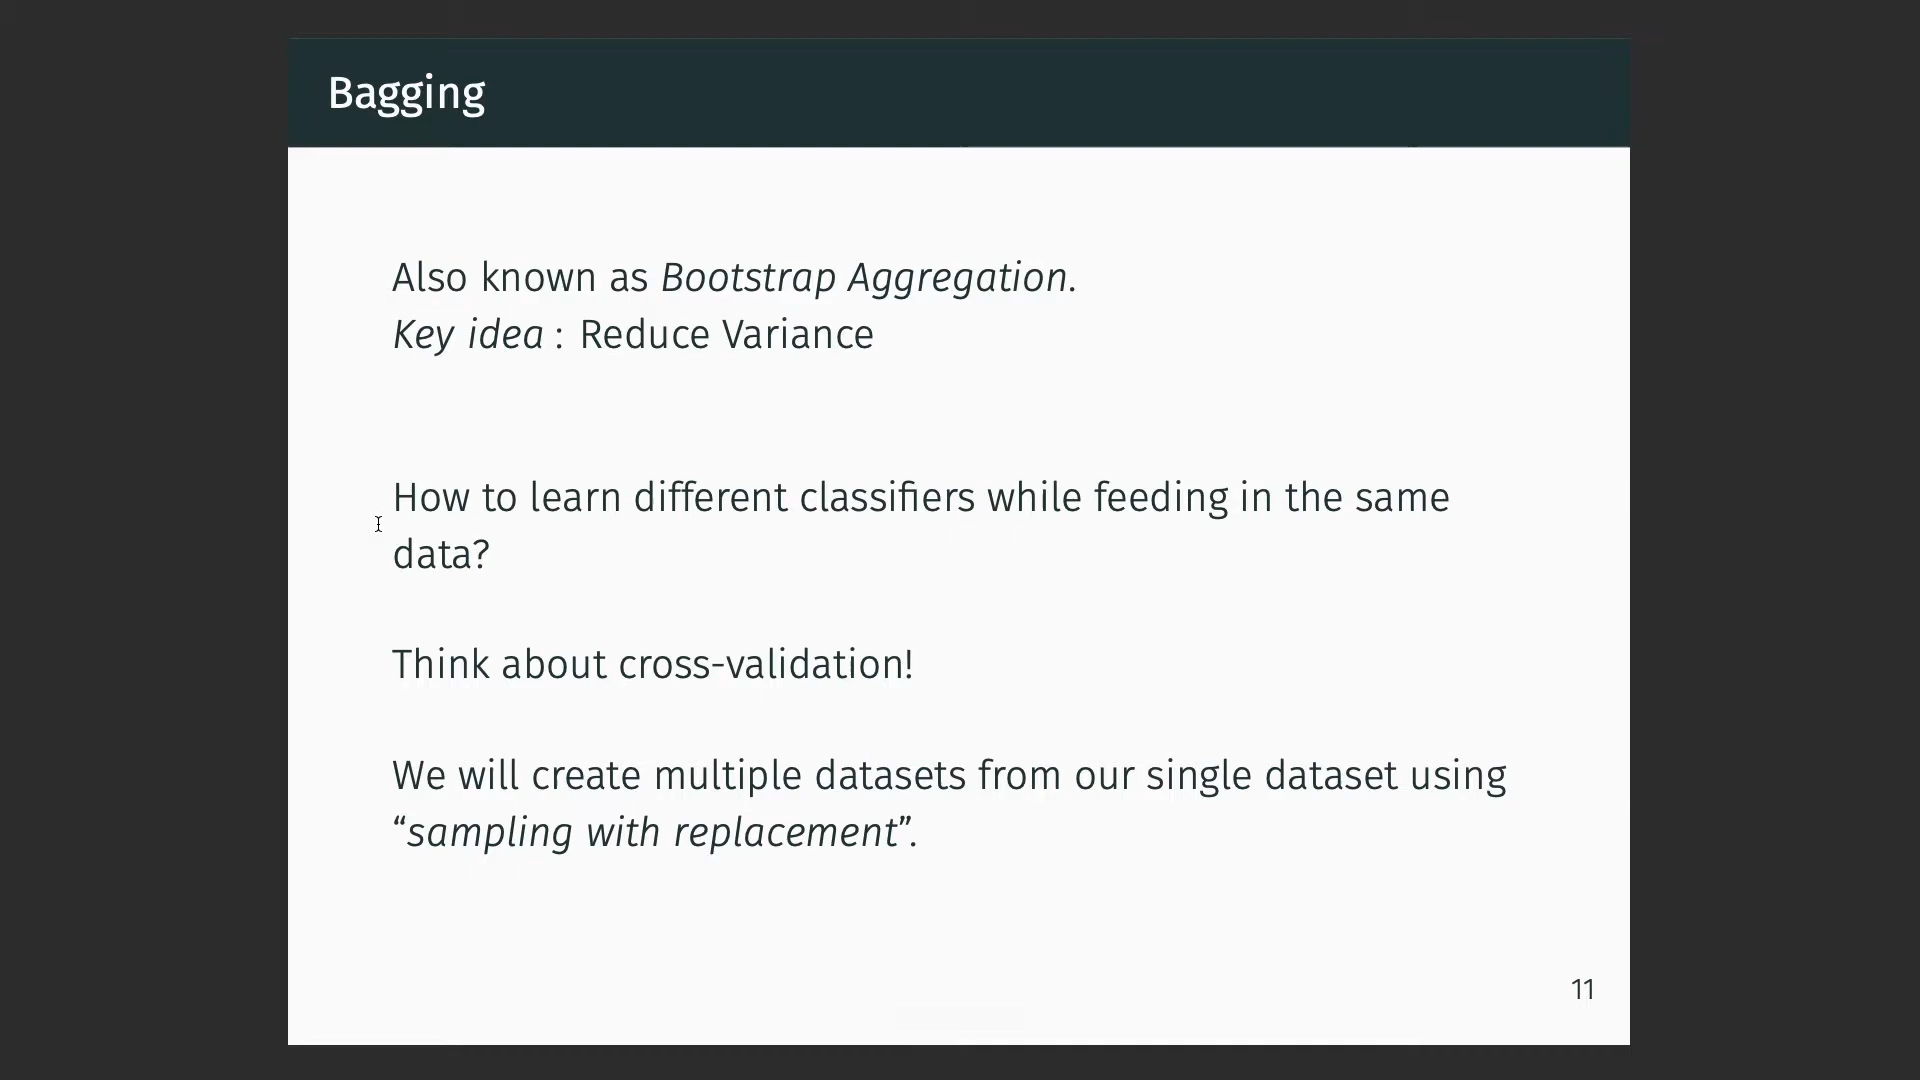 Bagging
Also known as Bootstrap Aggregation.
Key idea : Reduce Variance
How to learn different classifiers while feeding in the same
data?
Think about cross-validation!
We will create multiple datasets from our single dataset using
“sampling with replacement”.
11